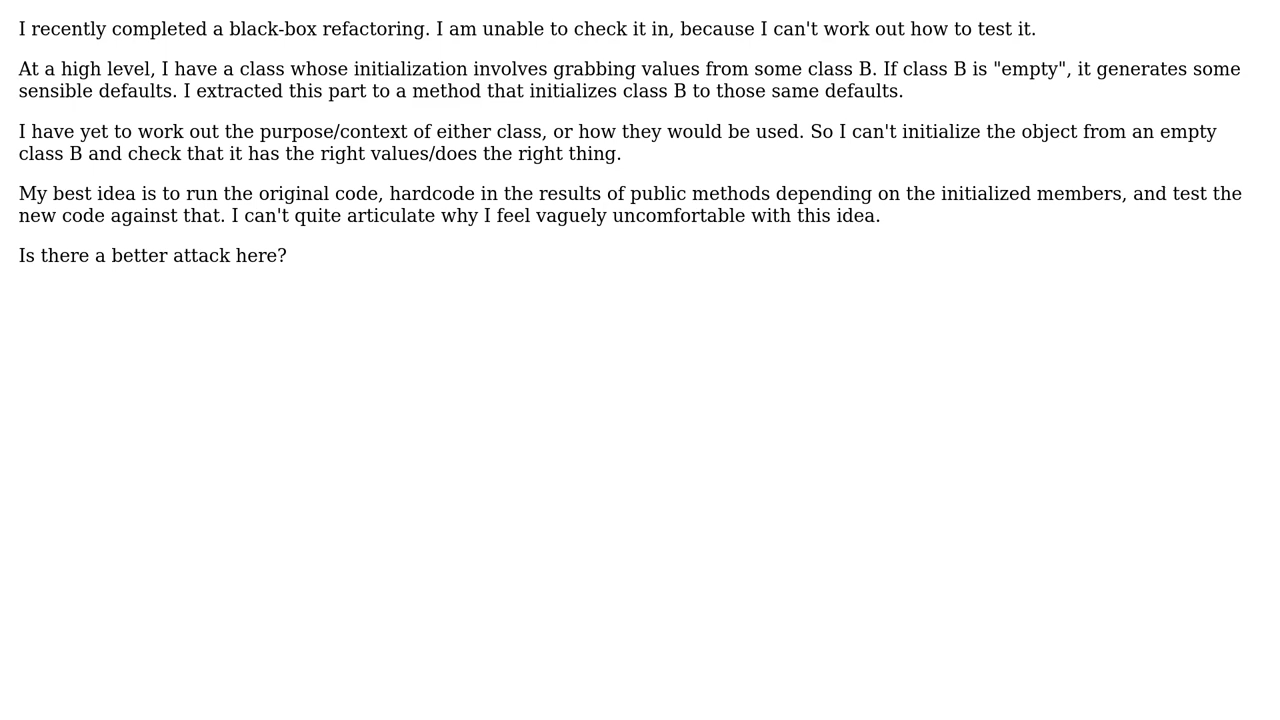 I recently completed a black-box refactoring. I am unable to check it in, because I can't work out how to test it.
At a high level, I have a class whose initialization involves grabbing values from some class B. If class B is "empty", it generates some
sensible defaults. I extracted this part to a method that initializes class B to those same defaults.
I have yet to work out the purpose/context of either class, or how they would be used. So I can't initialize the object from an empty
class B and check that it has the right values/does the right thing.
My best idea is to run the original code, hardcode in the results of public methods depending on the initialized members, and test the
new code against that. I can't quite articulate why I feel vaguely uncomfortable with this idea.
Is there a better attack here?